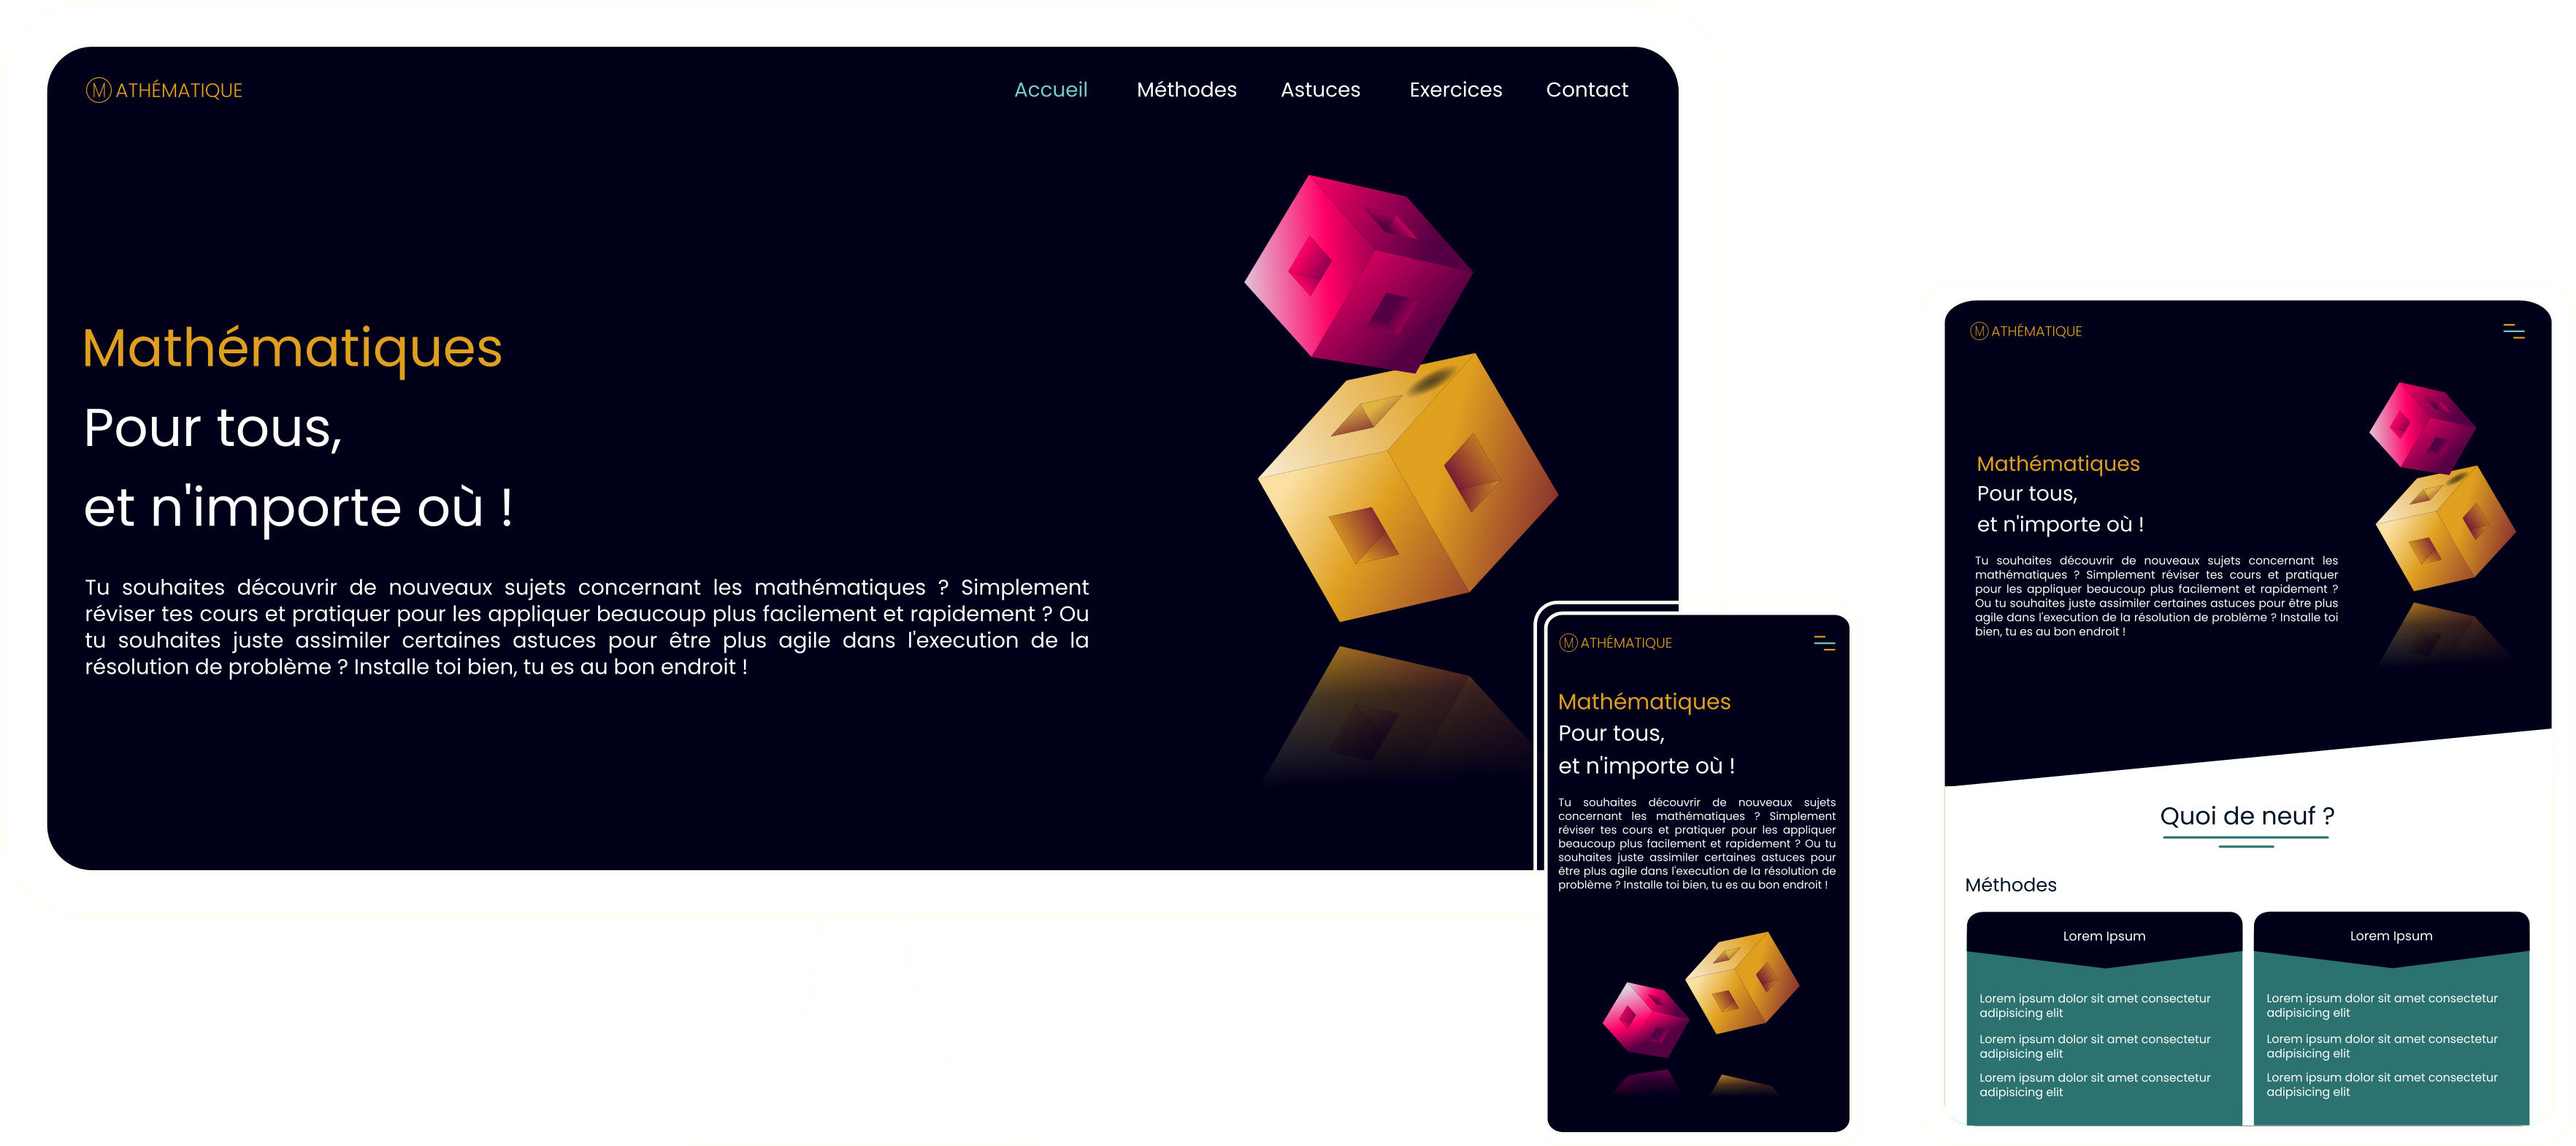 M ATHÉMATIQUE
Accueil Méthodes Astuces Exercices Contact
Mathématiques
Pour tous,
et n'importe où !
Tu souhaites découvrir de nouveaux sujets concernant les mathématiques ? Simplement
réviser tes cours et pratiquer pour les appliquer beaucoup plus facilement et rapidement ? Ou
tu souhaites juste assimiler certaines astuces pour être plus agile dans l'execution de la
résolution de problème ? Installe toi bien, tu es au bon endroit !
M ATHÉMATIQUE
Mathématiques
Pour tous,
et n'importe où !
Tu souhaites découvrir de nouveaux sujets
concernant les mathématiques ? Simplement
réviser tes cours et pratiquer pour les appliquer
beaucoup plus facilement et rapidement ? Ou tu
souhaites juste assimiler certaines astuces pour
être plus agile dans l'execution de la résolution de
problème ? Installe toi bien, tu es au bon endroit !
M ATHÉMATIQUE
Mathématiques
Pour tous,
et n'importe où !
Tu souhaites découvrir de nouveaux sujets concernant les
mathématiques ? Simplement réviser tes cours et pratiquer
pour les appliquer beaucoup plus facilement et rapidement ?
Ou tu souhaites juste assimiler certaines astuces pour être plus
agile dans l'execution de la résolution de problème ? Installe toi
bien, tu es au bon endroit !
Quoi de neuf ?
Méthodes
Lorem Ipsum
Lorem ipsum dolor sit amet consectetur
adipisicing elit
Lorem ipsum dolor sit amet consectetur
adipisicing elit
Lorem ipsum dolor sit amet consectetur
adipisicing elit
Lorem Ipsum
Lorem ipsum dolor sit amet consectetur
adipisicing elit
Lorem ipsum dolor sit amet consectetur
adipisicing elit
Lorem ipsum dolor sit amet consectetur
adipisicing elit